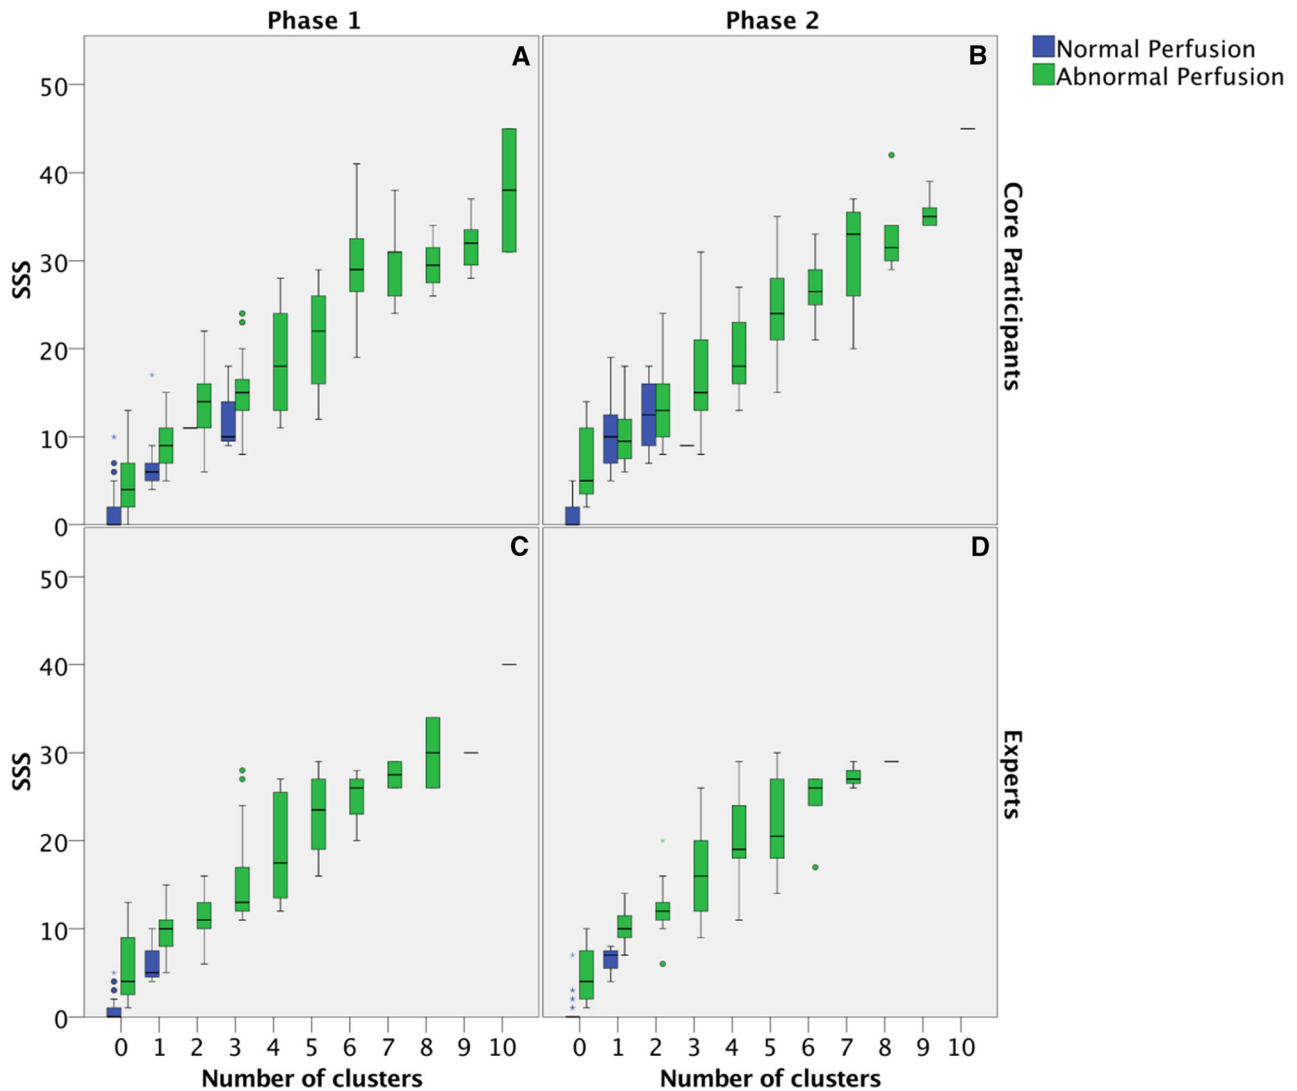 Phase 1
Phase 2
Normal Perfusion
Abnormal Perfusion
A
B
50
40
30
20
10
0
SSS
Core Participants
C
D
50
40
30
20
10
0
SSS
Experts
0 1 2 3 4 5 6 7 8 9 10
0 1 2 3 4 5 6 7 8 9 10
Number of clusters
Number of clusters